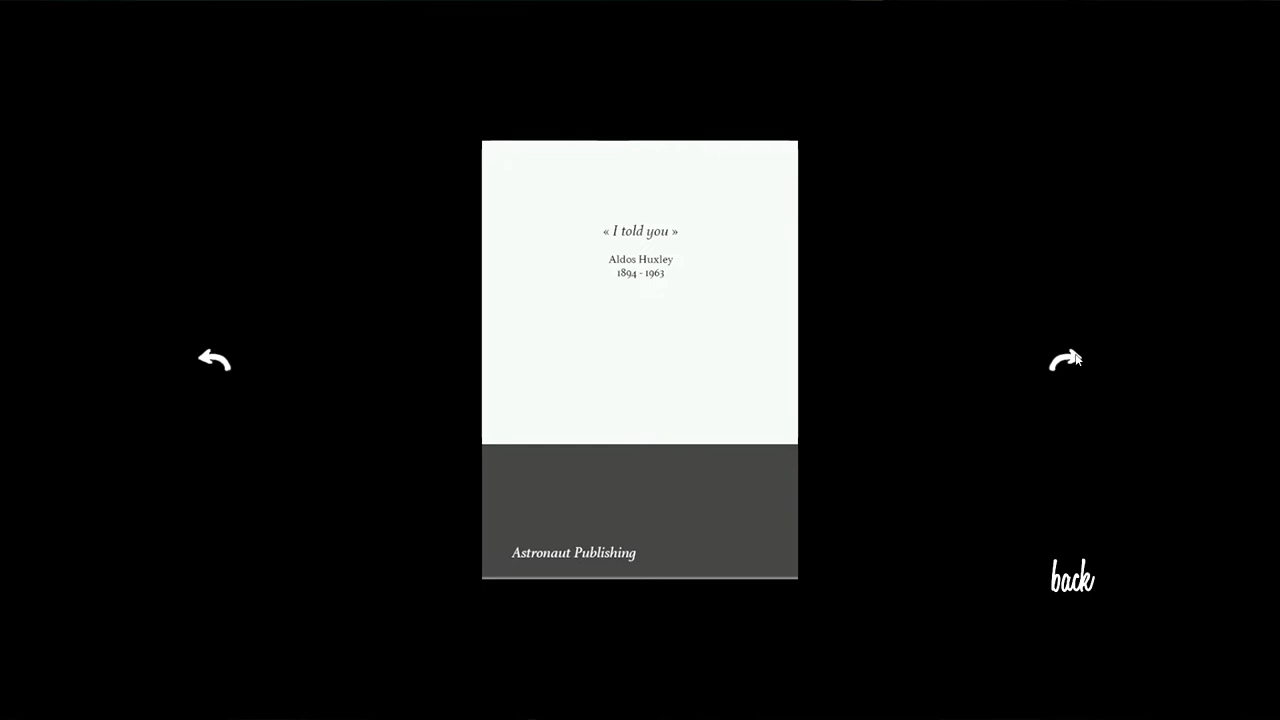 « I told you »
Aldos Huxley
1894 - 1963
Astronaut Publishing
back